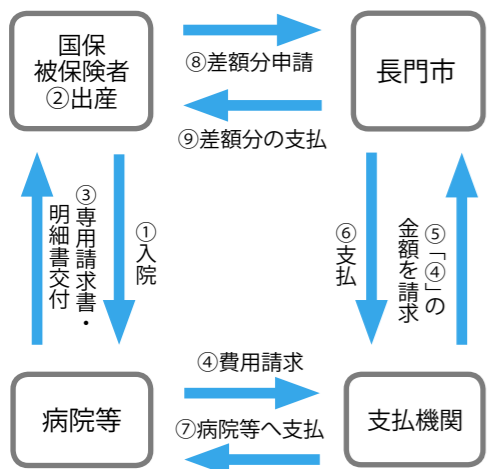 国保
被保険者
②出産
⑧差額分申請
長門市
⑨差額分の支払
③専用請求書・
明細書交付
①入院
⑥支払
⑤「④」の
金額を請求
④費用請求
病院等
⑦病院等へ支払
支払機関